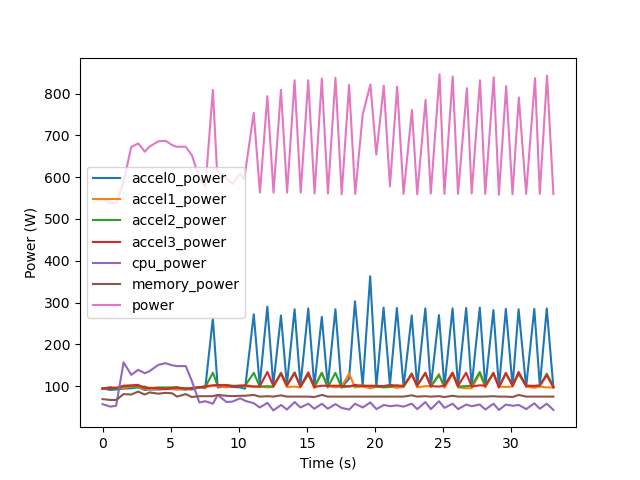 800
700
600
500
400
300
200
100
Power (W)
accel0_power
accel1_power
accel2_power
accel3_power
cpu_power
memory_power
power
0
5
10
15
20
25
30
Time (s)